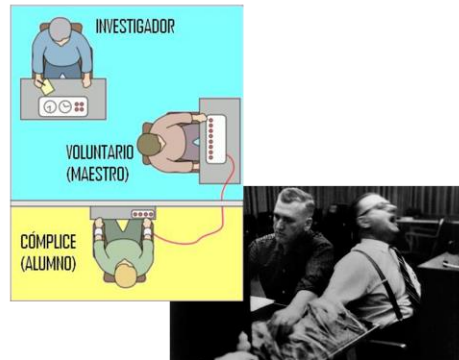 INVESTIGADOR
VOLUNTARIO
(MAESTRO)
CÓMPLICE
(ALUMNO)